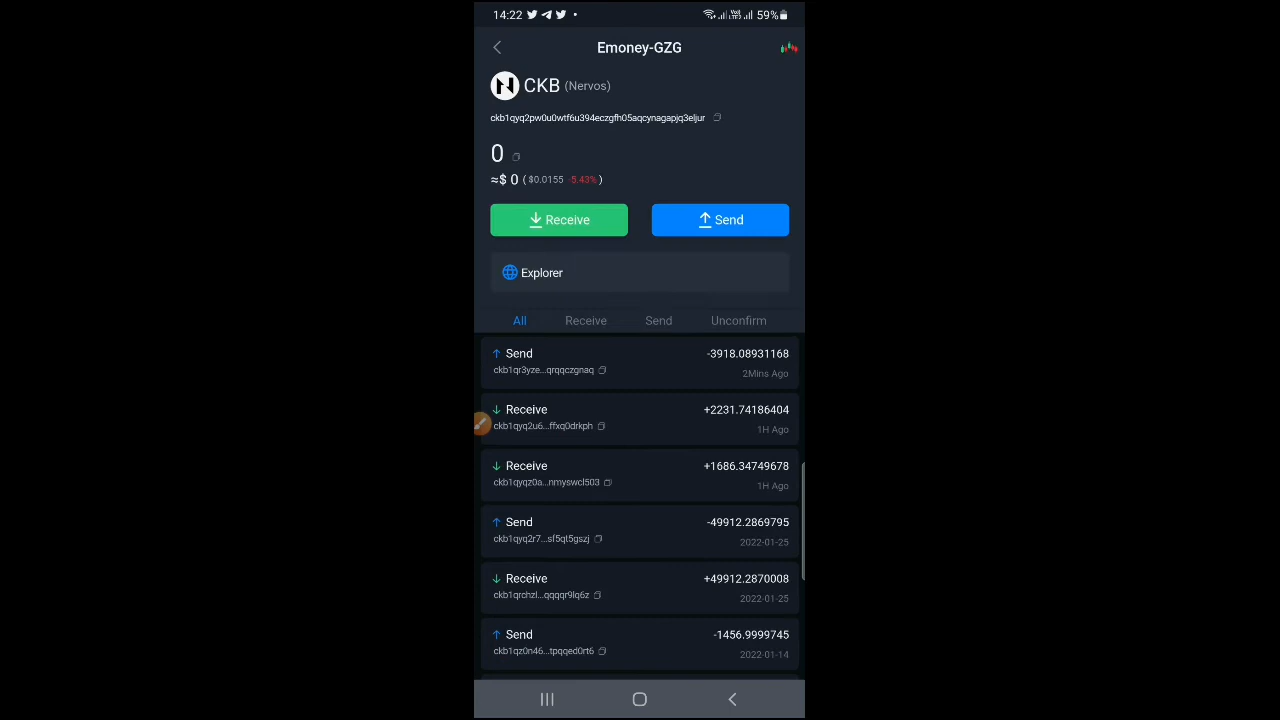 14:22 59%
Emoney-GZG
CKB (Nervos)
ckb1qyq2pw0u0wtf6u394eczgfh05aqcynagapjq3eljur
0
≈$ 0 ( $0.0155 -5.43% )
Receive Send
Explorer
All Receive Send Unconfirm
Send -3918.08931168
ckb1qr3yze...qrqqczgnaq 2Mins Ago
Receive +2231.74186404
ckb1qyq2u6...ffxq0drkph 1H Ago
Receive +1686.34749678
ckb1qyqz0a...nmyswcl503 1H Ago
Send -49912.2869795
ckb1qyq2r7...sf5qt5gszj 2022-01-25
Receive +49912.2870008
ckb1qrchzl...qqqqr9lq6z 2022-01-25
Send -1456.9999745
ckb1qz0n46...tpqqed0rt6 2022-01-14